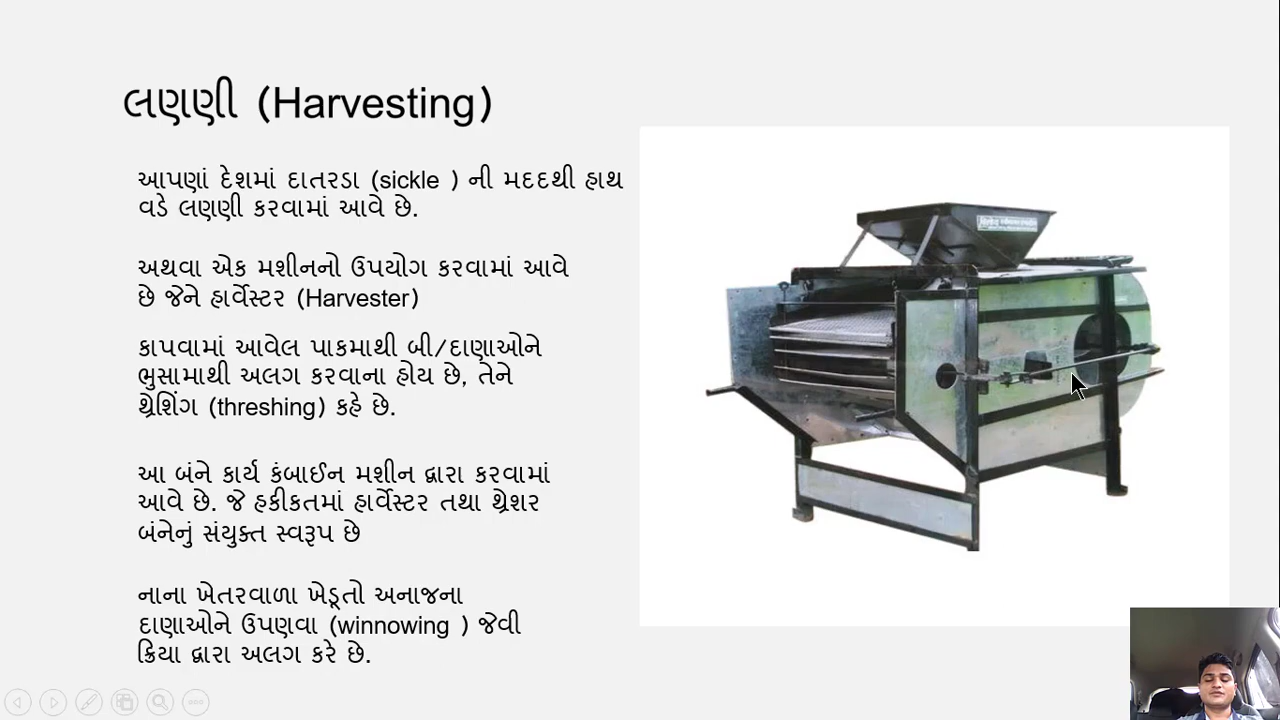 લણણી (Harvesting)
આપણાં દેશમાં દાતરડા (sickle ) ની મદદથી હાથ
વડે લણણી કરવામાં આવે છે.
અથવા એક મશીનનો ઉપયોગ કરવામાં આવે
છે જેને હાર્વેસ્ટર (Harvester)
કાપવામાં આવેલ પાકમાથી બી/દાણાઓને
ભુસામાથી અલગ કરવાના હોય છે, તેને
થ્રેશિંગ (threshing) કહે છે.
આ બંને કાર્ય કંબાઈન મશીન દ્વારા કરવામાં
આવે છે. જે હકીકતમાં હાર્વેસ્ટર તથા થ્રેશર
બંનેનું સંયુક્ત સ્વરૂપ છે
નાના ખેતરવાળા ખેડૂતો અનાજના
દાણાઓને ઉપણવા (winnowing ) જેવી
ક્રિયા દ્વારા અલગ કરે છે.